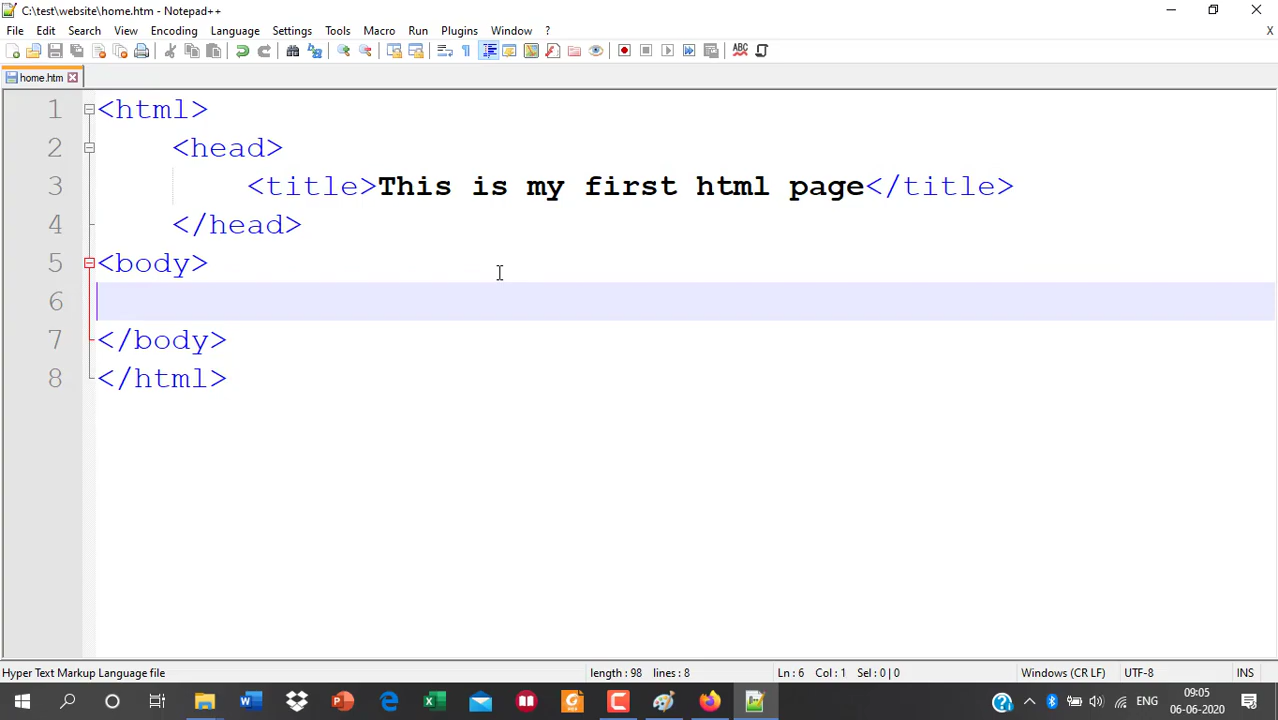 C:\test\website\home.htm - Notepad++
File Edit Search View Encoding Language Settings Tools Macro Run Plugins Window ? X
home.htm
1 <html>
2 <head>
3 <title>This is my first html page</title>
4 </head>
5 <body>
6
7 </body>
8 </html>
Hyper Text Markup Language file length : 98 lines : 8 Ln : 6 Col : 1 Sel : 0 | 0 Windows (CR LF) UTF-8 INS
ENG 09:05
06-06-2020